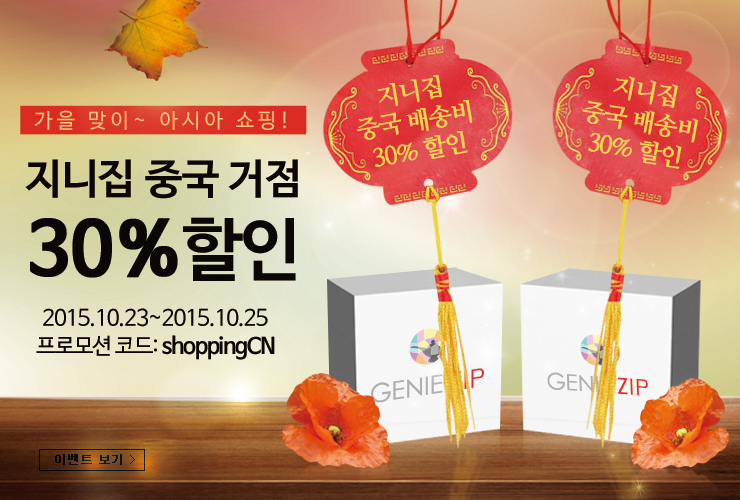 가을 맞이~ 아시아 쇼핑!
지니집 중국 거점
30%할인
2015.10.23~2015.10.25
프로모션 코드: shoppingCN
이벤트 보기 >
지니집
중국 배송비
30% 할인
지니집
중국 배송비
30% 할인
GENIEZIP
GENIEZIP